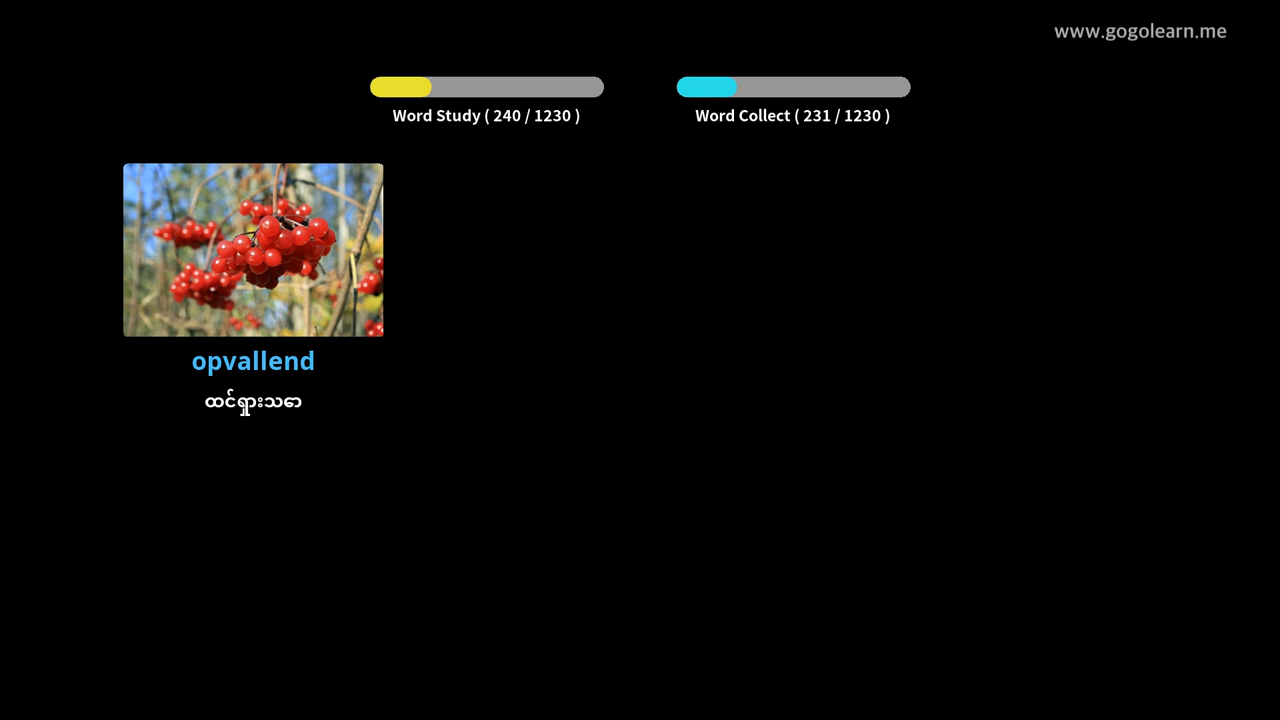 www.gogolearn.me
Word Study ( 240 / 1230 )
Word Collect ( 231 / 1230 )
opvallend
ထင်ရှားသော